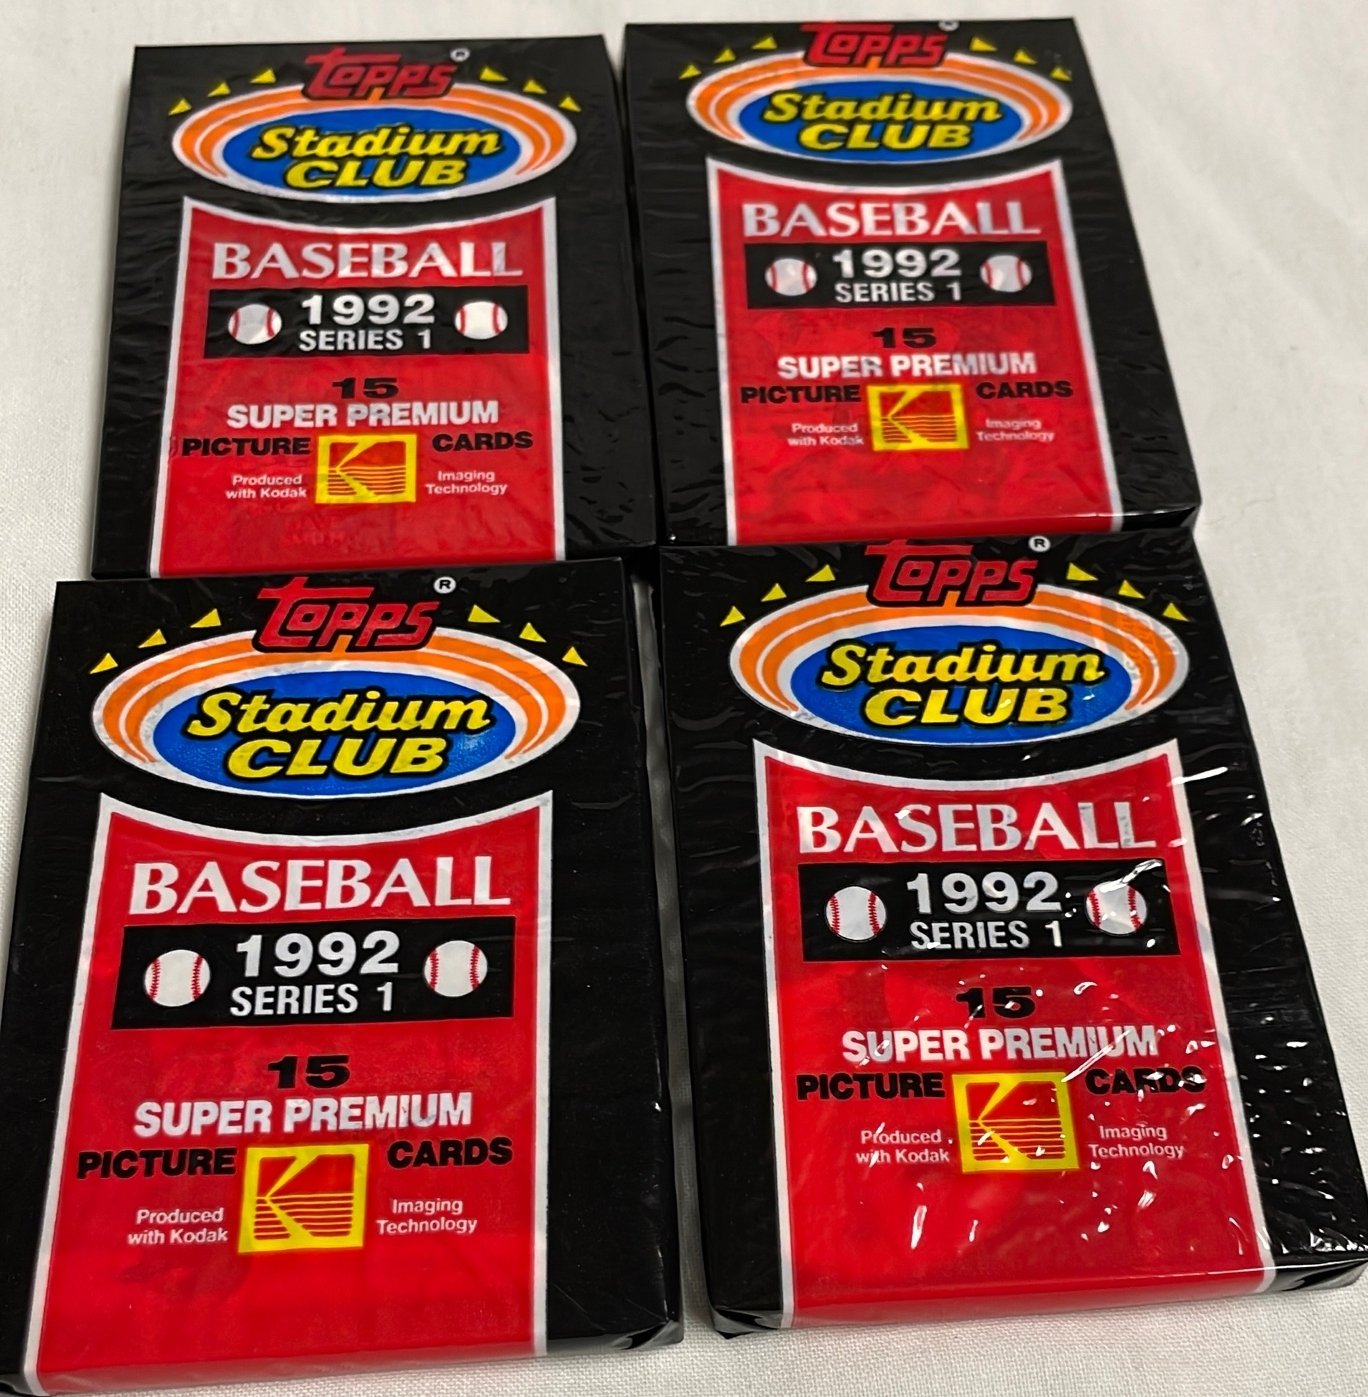 Topps ®
Stadium
CLUB
BASEBALL
1992
SERIES 1
15
SUPER PREMIUM
PICTURE CARDS
Produced
with Kodak
Imaging
Technology
Topps ®
Stadium
CLUB
BASEBALL
1992
SERIES 1
15
SUPER PREMIUM
PICTURE CARDS
Produced
with Kodak
Imaging
Technology
Topps ®
Stadium
CLUB
BASEBALL
1992
SERIES 1
15
SUPER PREMIUM
PICTURE CARDS
Produced
with Kodak
Imaging
Technology
Topps ®
Stadium
CLUB
BASEBALL
1992
SERIES 1
15
SUPER PREMIUM
PICTURE CARDS
Produced
with Kodak
Imaging
Technology